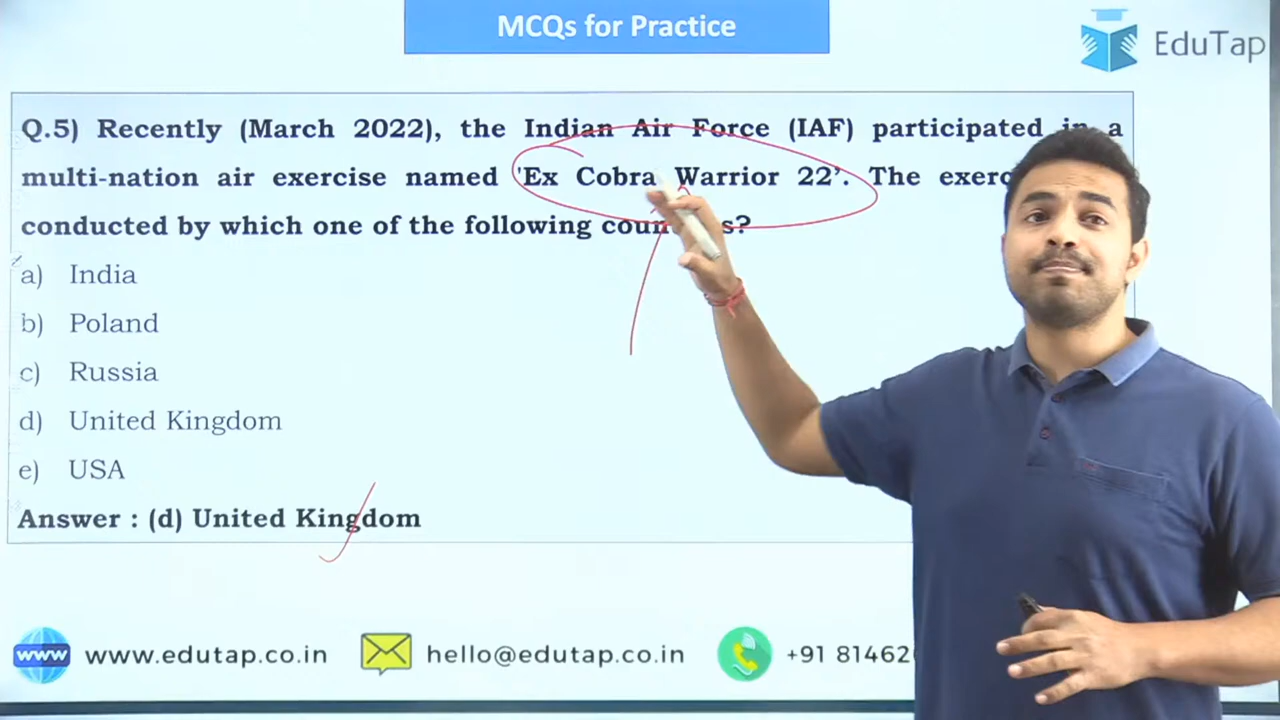 MCQs for Practice
EduTap
Q.5) Recently (March 2022), the Indian Air Force (IAF) participated in a
multi-nation air exercise named 'Ex Cobra Warrior 22'. The
conducted by which one of the following
a) India
b) Poland
c) Russia
d) United Kingdom
e) USA
Answer : (d) United Kingdom
www
www.edutap.co.in
hello@edutap.co.in
+91 81462